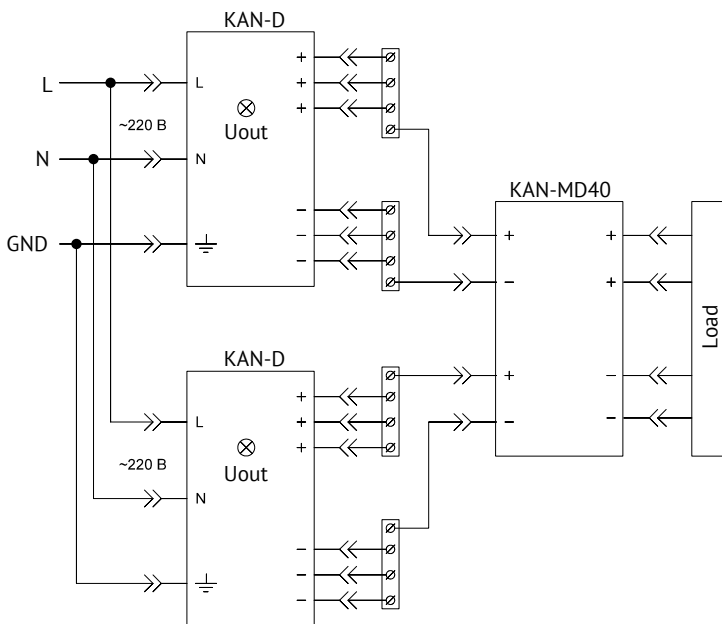 KAN-D
L
L
+
+
+
~220 В
Uout
N
N
KAN-MD40
−
−
−
GND
+
+
−
+
Load
KAN-D
+
−
+
L
+
−
−
+
~220 В
Uout
N
−
−
−